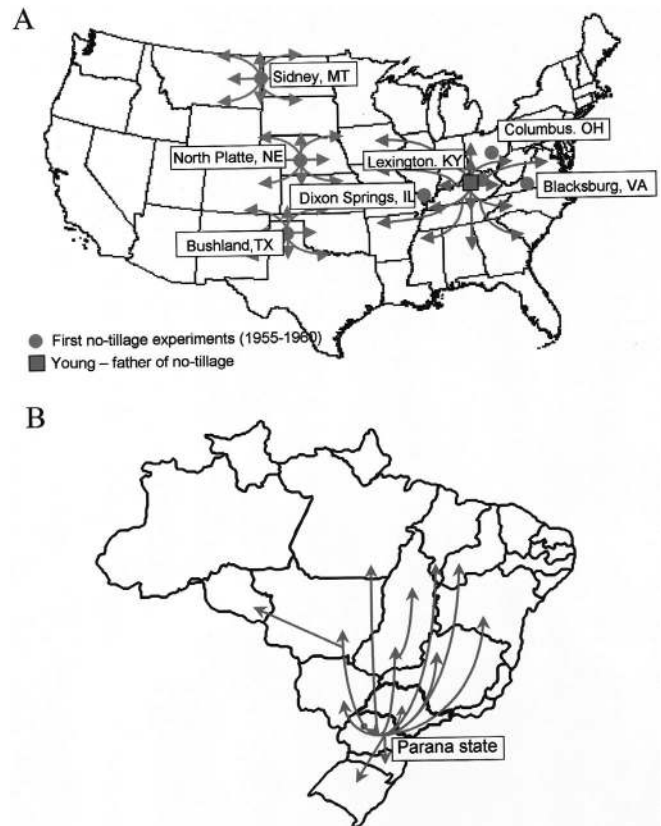 A
Sidney, MT
Columbus. OH
North Platte, NE
Lexington. KY
Dixon Springs, IL
Blacksburg, VA
Bushland,TX
First no-tillage experiments (1955-1960)
Young – father of no-tillage
B
Parana state